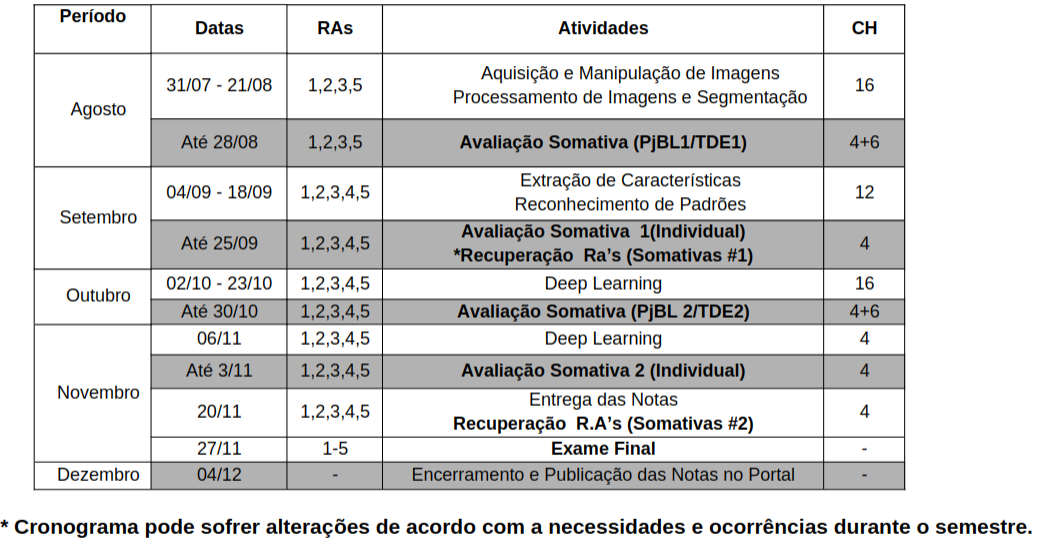 Período Datas RAs Atividades CH
Agosto
31/07 - 21/08 1,2,3,5 Aquisição e Manipulação de Imagens
Processamento de Imagens e Segmentação 16
Até 28/08 1,2,3,5 Avaliação Somativa (PjBL1/TDE1) 4+6
Setembro
04/09 - 18/09 1,2,3,4,5 Extração de Características
Reconhecimento de Padrões 12
Até 25/09 1,2,3,4,5 Avaliação Somativa 1(Individual)
*Recuperação Ra's (Somativas #1) 4
Outubro
02/10 - 23/10 1,2,3,4,5 Deep Learning 16
Até 30/10 1,2,3,4,5 Avaliação Somativa (PjBL 2/TDE2) 4+6
Novembro
06/11 1,2,3,4,5 Deep Learning 4
Até 3/11 1,2,3,4,5 Avaliação Somativa 2 (Individual) 4
20/11 1,2,3,4,5 Entrega das Notas
Recuperação R.A's (Somativas #2) 4
27/11 1-5 Exame Final -
Dezembro 04/12 - Encerramento e Publicação das Notas no Portal -
* Cronograma pode sofrer alterações de acordo com a necessidades e ocorrências durante o semestre.